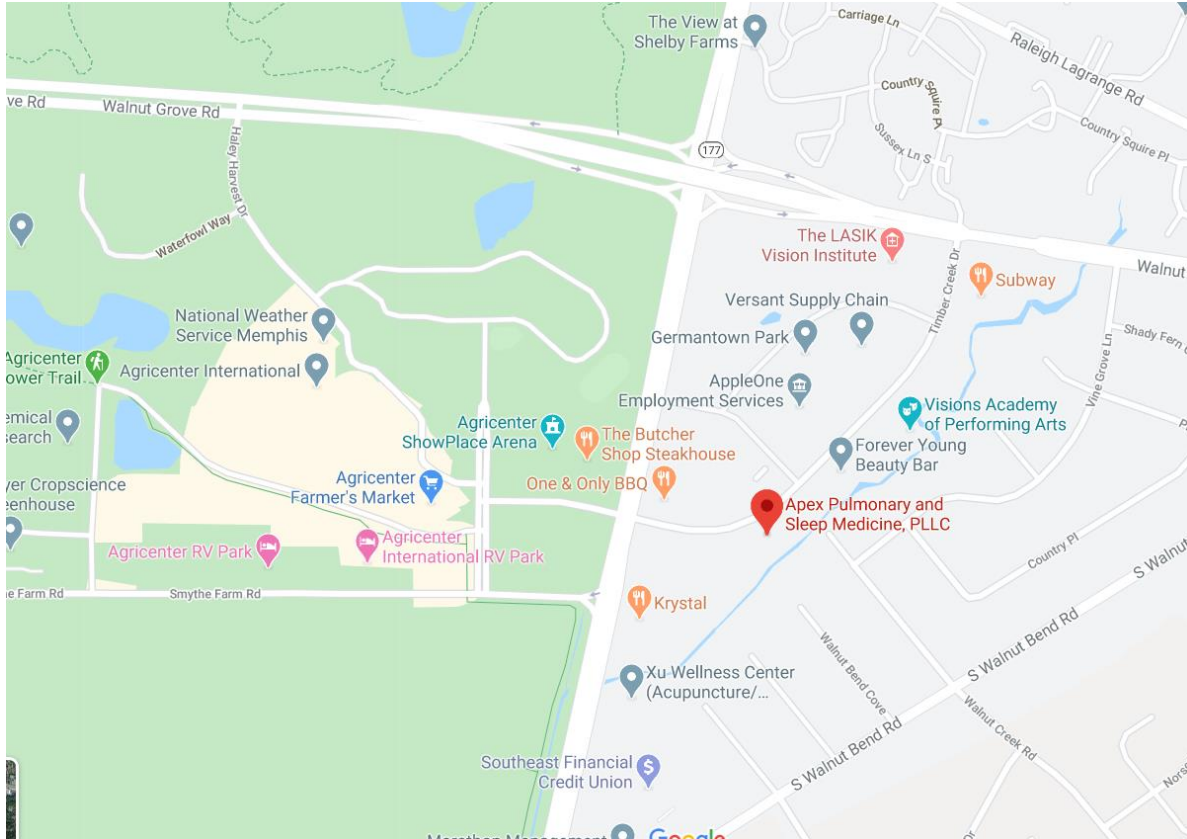 The View at
Shelby Farms
Carriage Ln
Raleigh Lagrange Rd
ve Rd
Walnut Grove Rd
Haley Harvest Dr
177
Country
Squire Pl
Sussex Ln S
Country Squire Pl
Waterfowl Way
The LASIK
Vision Institute
Walnut
Subway
Timber Creek Dr
Versant Supply Chain
National Weather
Service Memphis
Germantown Park
Shady Fern
Vine Grove Ln
Agricenter
ower Trail
Agricenter International
AppleOne
Employment Services
Visions Academy
of Performing Arts
emical
search
Agricenter
ShowPlace Arena
The Butcher
Shop Steakhouse
Forever Young
Beauty Bar
One & Only BBQ
Agricenter
Farmer's Market
yer Cropscience
eenhouse
Apex Pulmonary and
Sleep Medicine, PLLC
Agricenter RV Park
Agricenter
International RV Park
Country Pl
S Walnut
e Farm Rd
Smythe Farm Rd
Krystal
S Walnut Bend Rd
Walnut Bend Cove
Xu Wellness Center
(Acupuncture/...
Walnut Creek Rd
S Walnut Bend Rd
Southeast Financial
Credit Union
$
Norss
Marathon Management
Google
Dr